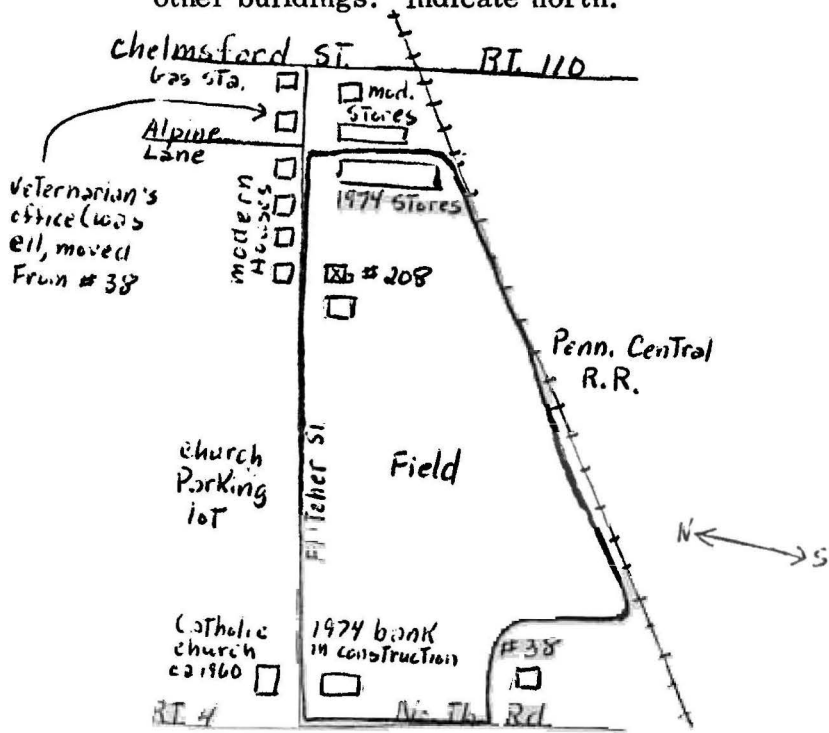 other buildings. Indicate north.
Chelmsford ST. RT. 110
Gas STa.
mod.
STores
Alpine
Lane
1974 STores
VeTernarian's
office (was
ell, moved
From # 38
modern
Houses
# 208
Penn. CenTral
R.R.
church
ParKing
loT
Field
St.
N
S
CaTholic
church
ca 1960
1974 bank
in consTrucTion
# 38
RT. 4
Rd